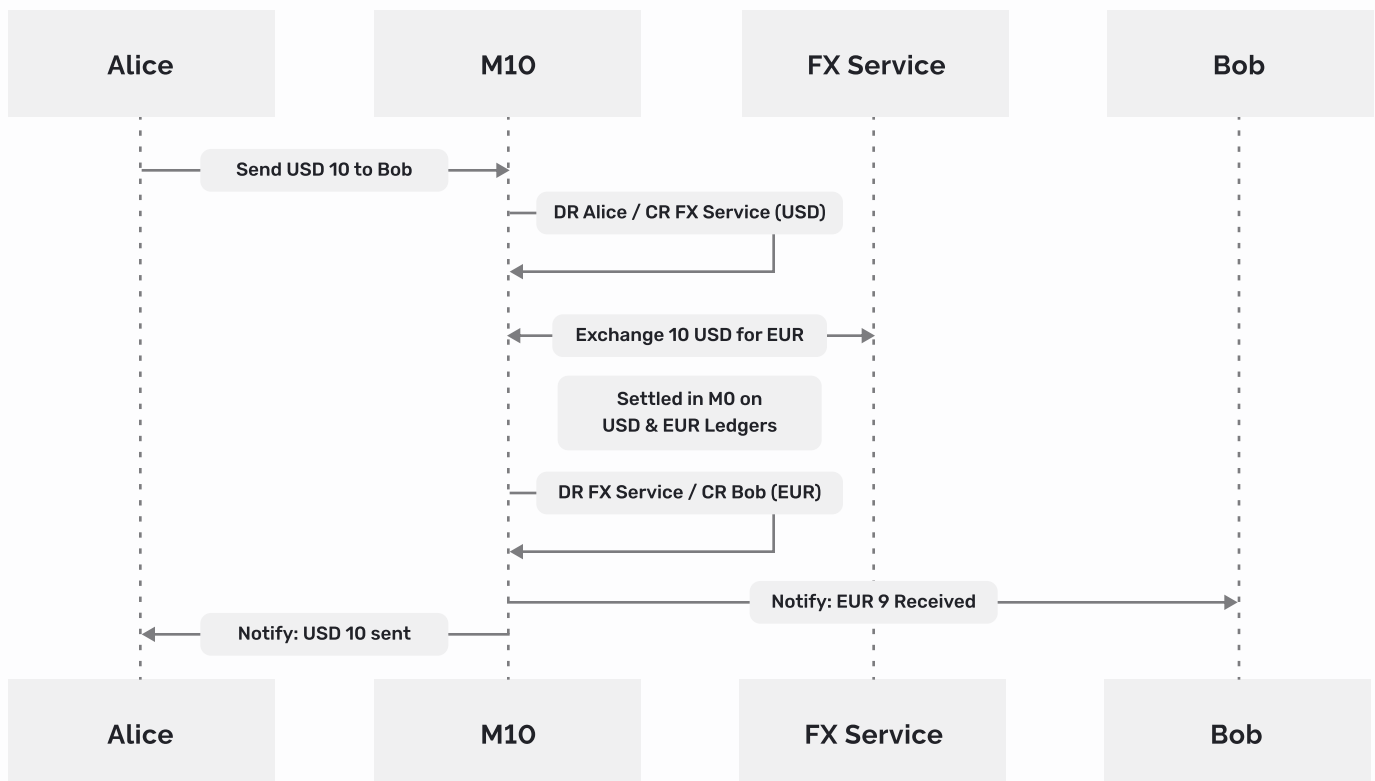 Alice
M10
FX Service
Bob
Send USD 10 to Bob
DR Alice / CR FX Service (USD)
Exchange 10 USD for EUR
Settled in M0 on
USD & EUR Ledgers
DR FX Service / CR Bob (EUR)
Notify: EUR 9 Received
Notify: USD 10 sent
Alice
M10
FX Service
Bob